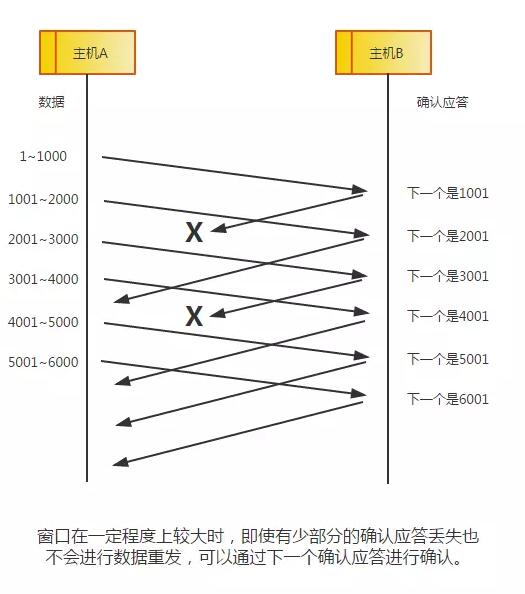 主机A 主机B
数据 确认应答
1~1000
下一个是1001
1001~2000
X
下一个是2001
2001~3000
下一个是3001
3001~4000
X
下一个是4001
4001~5000
下一个是5001
5001~6000
下一个是6001
窗口在一定程度上较大时，即使有少部分的确认应答丢失也
不会进行数据重发，可以通过下一个确认应答进行确认。